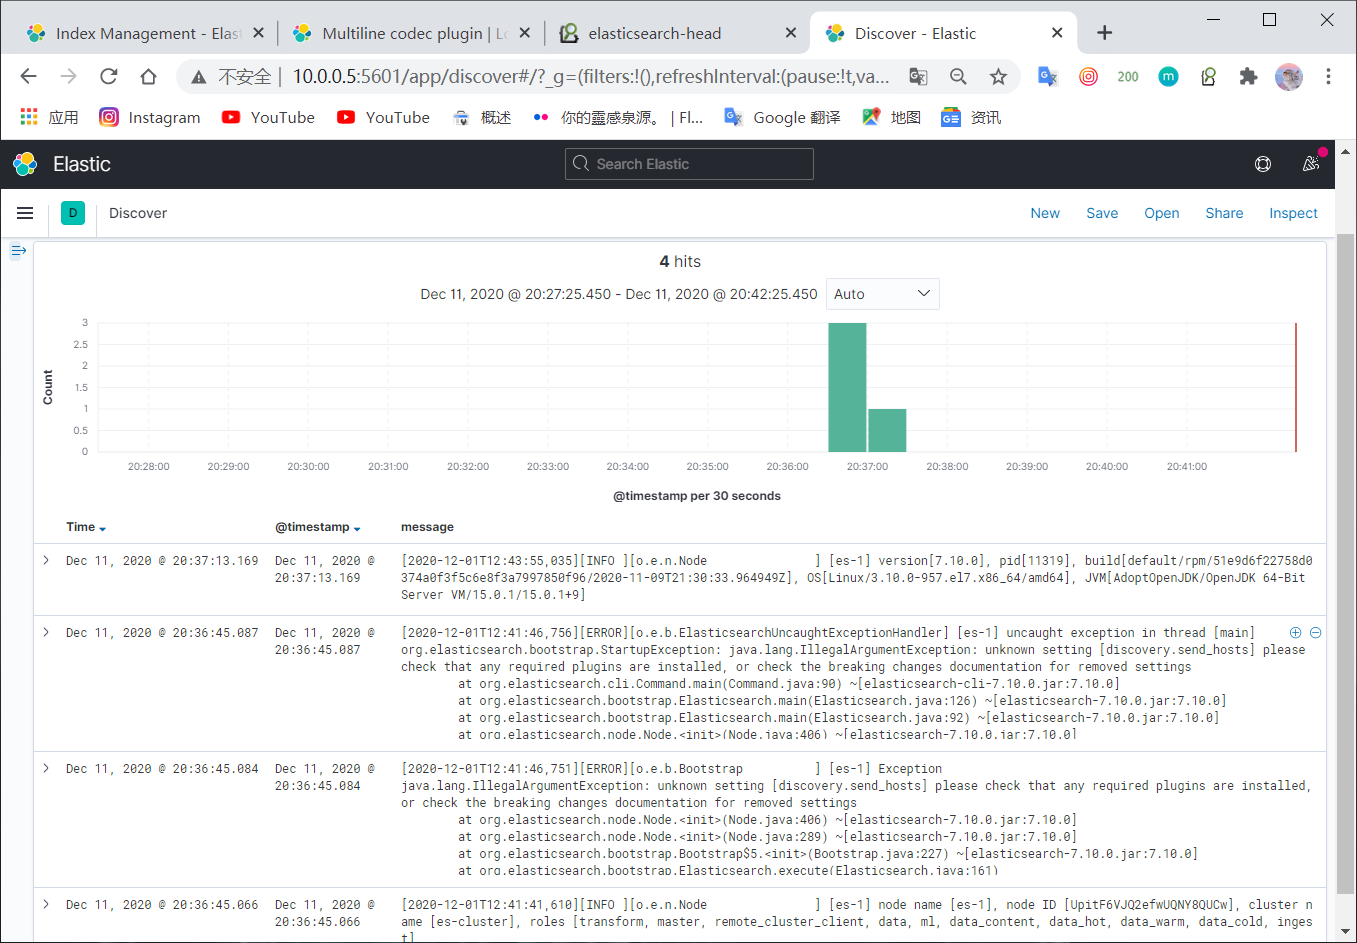 Index Management - Elast
Multiline codec plugin | Lo
elasticsearch-head
Discover - Elastic
不安全 | 10.0.0.5:5601/app/discover#/?_g=(filters:!(),refreshInterval:(pause:!t,va...
200
m
应用
Instagram
YouTube
YouTube
概述
你的靈感泉源。 | Fl...
Google 翻译
地图
资讯
Elastic
Search Elastic
D
Discover
New
Save
Open
Share
Inspect
4 hits
Dec 11, 2020 @ 20:27:25.450 - Dec 11, 2020 @ 20:42:25.450
Auto
Count
3
2.5
2
1.5
1
0.5
0
20:28:00 20:29:00 20:30:00 20:31:00 20:32:00 20:33:00 20:34:00 20:35:00 20:36:00 20:37:00 20:38:00 20:39:00 20:40:00 20:41:00
@timestamp per 30 seconds
Time
@timestamp
message
Dec 11, 2020 @ 20:37:13.169
Dec 11, 2020 @
20:37:13.169
[2020-12-01T12:43:55,035][INFO ][o.e.n.Node               ] [es-1] version[7.10.0], pid[11319], build[default/rpm/51e9d6f22758d0
374a0f3f5c6e8f3a7997850f96/2020-11-09T21:30:33.964949Z], OS[Linux/3.10.0-957.el7.x86_64/amd64], JVM[AdoptOpenJDK/OpenJDK 64-Bit
Server VM/15.0.1/15.0.1+9]
Dec 11, 2020 @ 20:36:45.087
Dec 11, 2020 @
20:36:45.087
[2020-12-01T12:41:46,756][ERROR][o.e.b.ElasticsearchUncaughtExceptionHandler] [es-1] uncaught exception in thread [main]
org.elasticsearch.bootstrap.StartupException: java.lang.IllegalArgumentException: unknown setting [discovery.send_hosts] please
check that any required plugins are installed, or check the breaking changes documentation for removed settings
at org.elasticsearch.cli.Command.main(Command.java:90) ~[elasticsearch-cli-7.10.0.jar:7.10.0]
at org.elasticsearch.bootstrap.Elasticsearch.main(Elasticsearch.java:126) ~[elasticsearch-7.10.0.jar:7.10.0]
at org.elasticsearch.bootstrap.Elasticsearch.main(Elasticsearch.java:92) ~[elasticsearch-7.10.0.jar:7.10.0]
at org.elasticsearch.node.Node.<init>(Node.java:406) ~[elasticsearch-7.10.0.jar:7.10.0]
Dec 11, 2020 @ 20:36:45.084
Dec 11, 2020 @
20:36:45.084
[2020-12-01T12:41:46,751][ERROR][o.e.b.Bootstrap          ] [es-1] Exception
java.lang.IllegalArgumentException: unknown setting [discovery.send_hosts] please check that any required plugins are installed,
or check the breaking changes documentation for removed settings
at org.elasticsearch.node.Node.<init>(Node.java:406) ~[elasticsearch-7.10.0.jar:7.10.0]
at org.elasticsearch.node.Node.<init>(Node.java:289) ~[elasticsearch-7.10.0.jar:7.10.0]
at org.elasticsearch.bootstrap.Bootstrap$5.<init>(Bootstrap.java:227) ~[elasticsearch-7.10.0.jar:7.10.0]
at org.elasticsearch.bootstrap.Elasticsearch.execute(Elasticsearch.java:161)
Dec 11, 2020 @ 20:36:45.066
Dec 11, 2020 @
20:36:45.066
[2020-12-01T12:41:41,610][INFO ][o.e.n.Node               ] [es-1] node name [es-1], node ID [UpitF6VJQ2efwUQNY8QUCw], cluster n
ame [es-cluster], roles [transform, master, remote_cluster_client, data, ml, data_content, data_hot, data_warm, data_cold, inges
t]